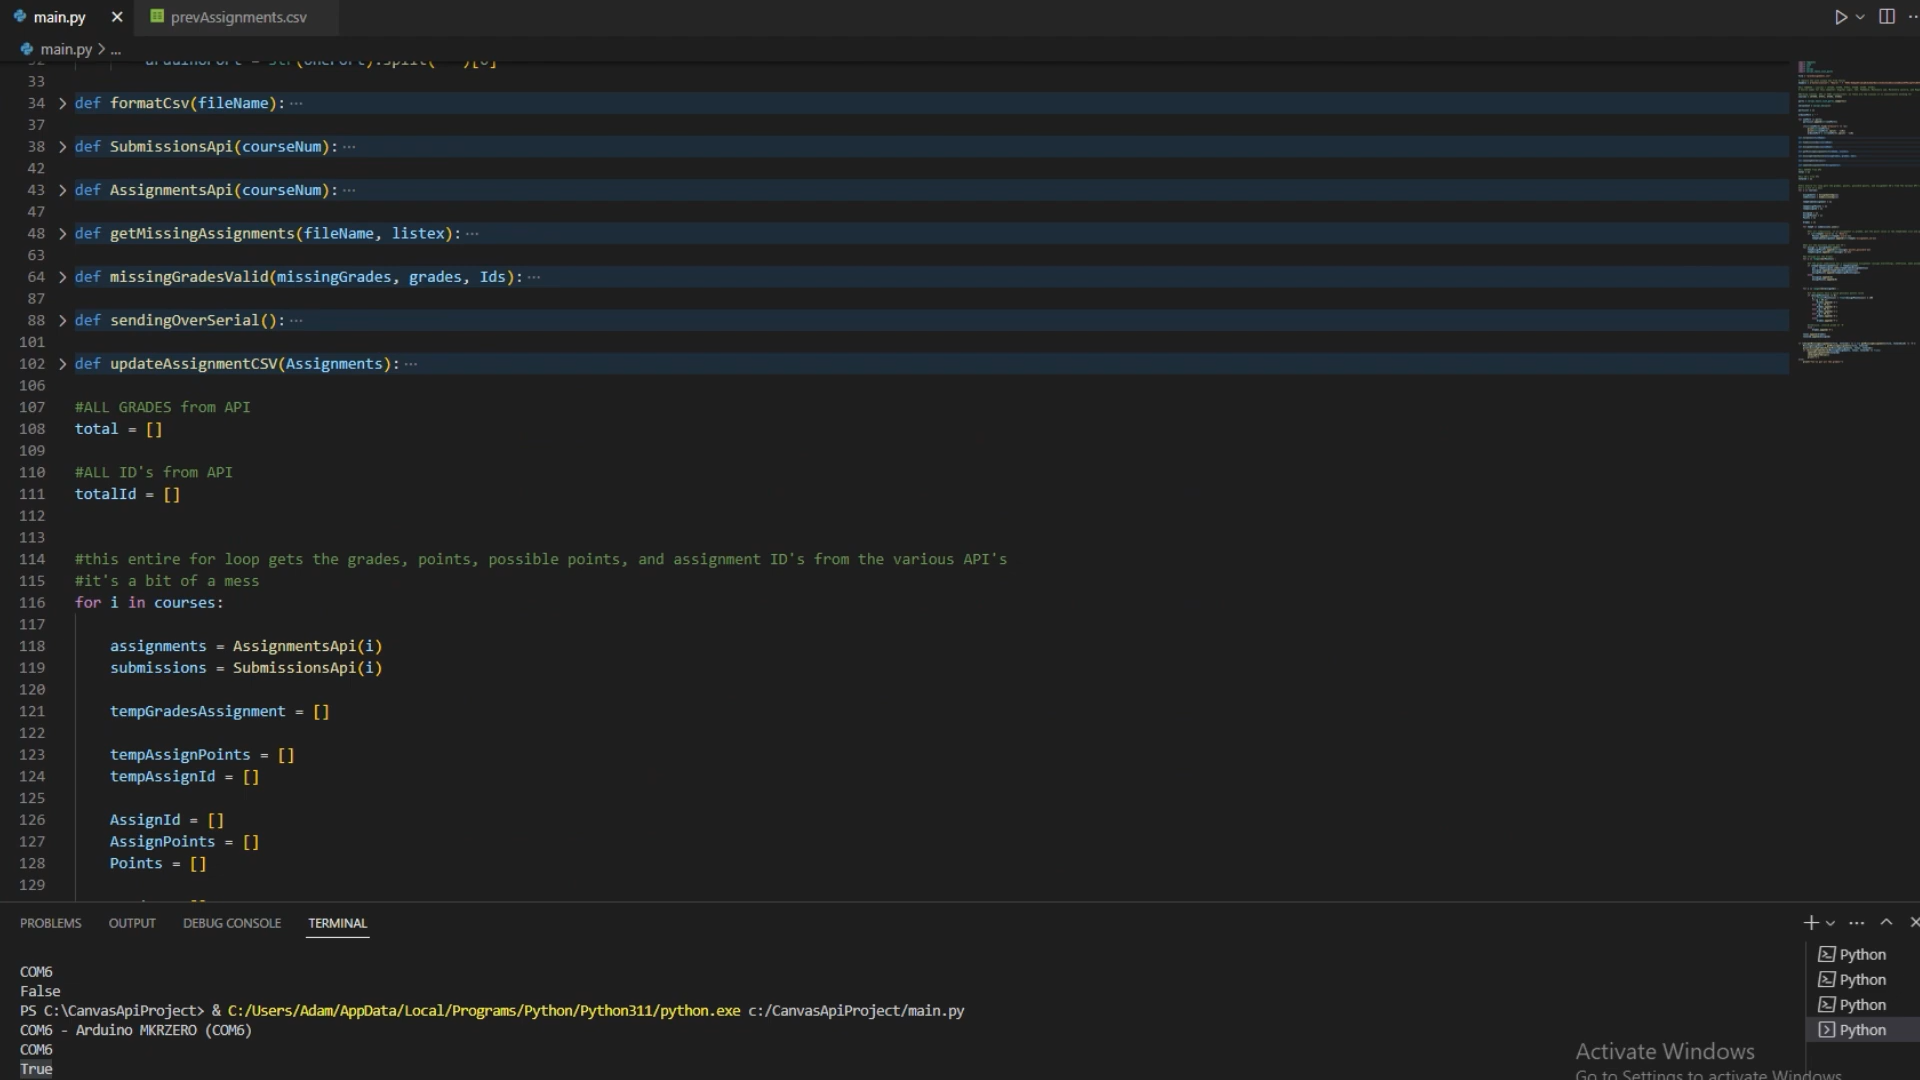 main.py
prevAssignments.csv
main.py > ...
33
34 > def formatCsv(fileName): ...
37
38 > def SubmissionsApi(courseNum): ...
42
43 > def AssignmentsApi(courseNum): ...
47
48 > def getMissingAssignments(fileName, listex): ...
63
64 > def missingGradesValid(missingGrades, grades, Ids): ...
87
88 > def sendingOverSerial(): ...
101
102 > def updateAssignmentCSV(Assignments): ...
106
107 #ALL GRADES from API
108 total = []
109
110 #ALL ID's from API
111 totalId = []
112
113
114 #this entire for loop gets the grades, points, possible points, and assignment ID's from the various API's
115 #it's a bit of a mess
116 for i in courses:
117
118 assignments = AssignmentsApi(i)
119 submissions = SubmissionsApi(i)
120
121 tempGradesAssignment = []
122
123 tempAssignPoints = []
124 tempAssignId = []
125
126 AssignId = []
127 AssignPoints = []
128 Points = []
129
PROBLEMS OUTPUT DEBUG CONSOLE TERMINAL
COM6
False
PS C:\CanvasApiProject> & C:/Users/Adam/AppData/Local/Programs/Python/Python311/python.exe c:/CanvasApiProject/main.py
COM6 - Arduino MKRZERO (COM6)
COM6
True
Python
Python
Python
Python
Activate Windows
Go to Settings to activate Windows.